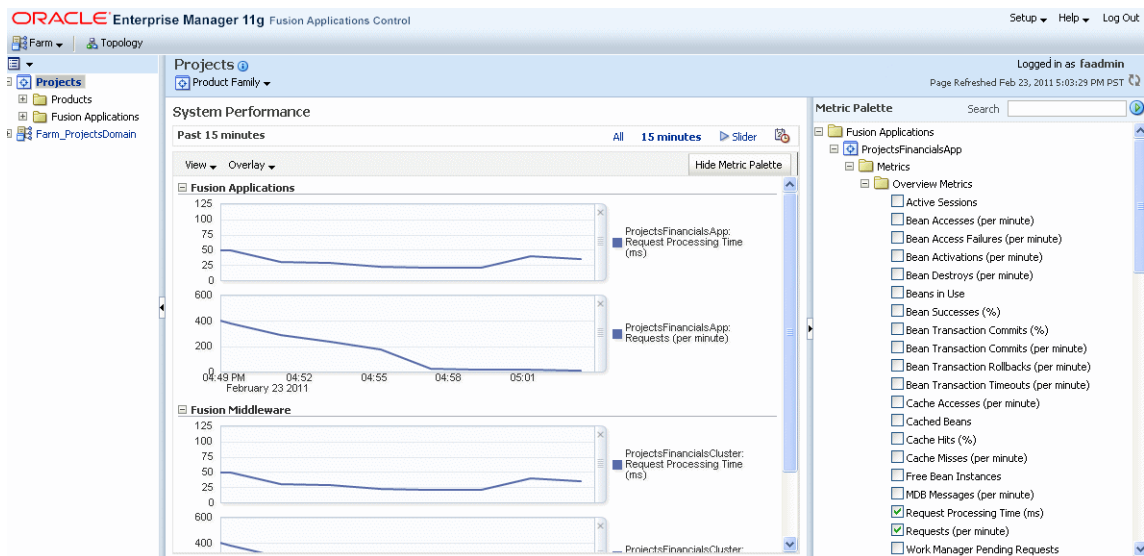 ORACLE Enterprise Manager 11g Fusion Applications Control
Setup Help Log Out
Farm Topology
Projects
Products
Fusion Applications
Farm_ProjectsDomain
Projects
Logged in as faadmin
Product Family
Page Refreshed Feb 23, 2011 5:03:29 PM PST
System Performance
Past 15 minutes
All 15 minutes Slider
View Overlay
Hide Metric Palette
Fusion Applications
125
100
75
50
25
0
ProjectsFinancialsApp:
Request Processing Time
(ms)
600
400
200
0
ProjectsFinancialsApp:
Requests (per minute)
04:49 PM 04:52 04:55 04:58 05:01
February 23 2011
Fusion Middleware
125
100
75
50
25
0
ProjectsFinancialsCluster:
Request Processing Time
(ms)
600
400
ProjectsFinancialsCluster:
Metric Palette Search
Fusion Applications
ProjectsFinancialsApp
Metrics
Overview Metrics
Active Sessions
Bean Accesses (per minute)
Bean Access Failures (per minute)
Bean Activations (per minute)
Bean Destroys (per minute)
Beans in Use
Bean Successes (%)
Bean Transaction Commits (%)
Bean Transaction Commits (per minute)
Bean Transaction Rollbacks (per minute)
Bean Transaction Timeouts (per minute)
Cache Accesses (per minute)
Cached Beans
Cache Hits (%)
Cache Misses (per minute)
Free Bean Instances
MDB Messages (per minute)
Request Processing Time (ms)
Requests (per minute)
Work Manager Pending Requests